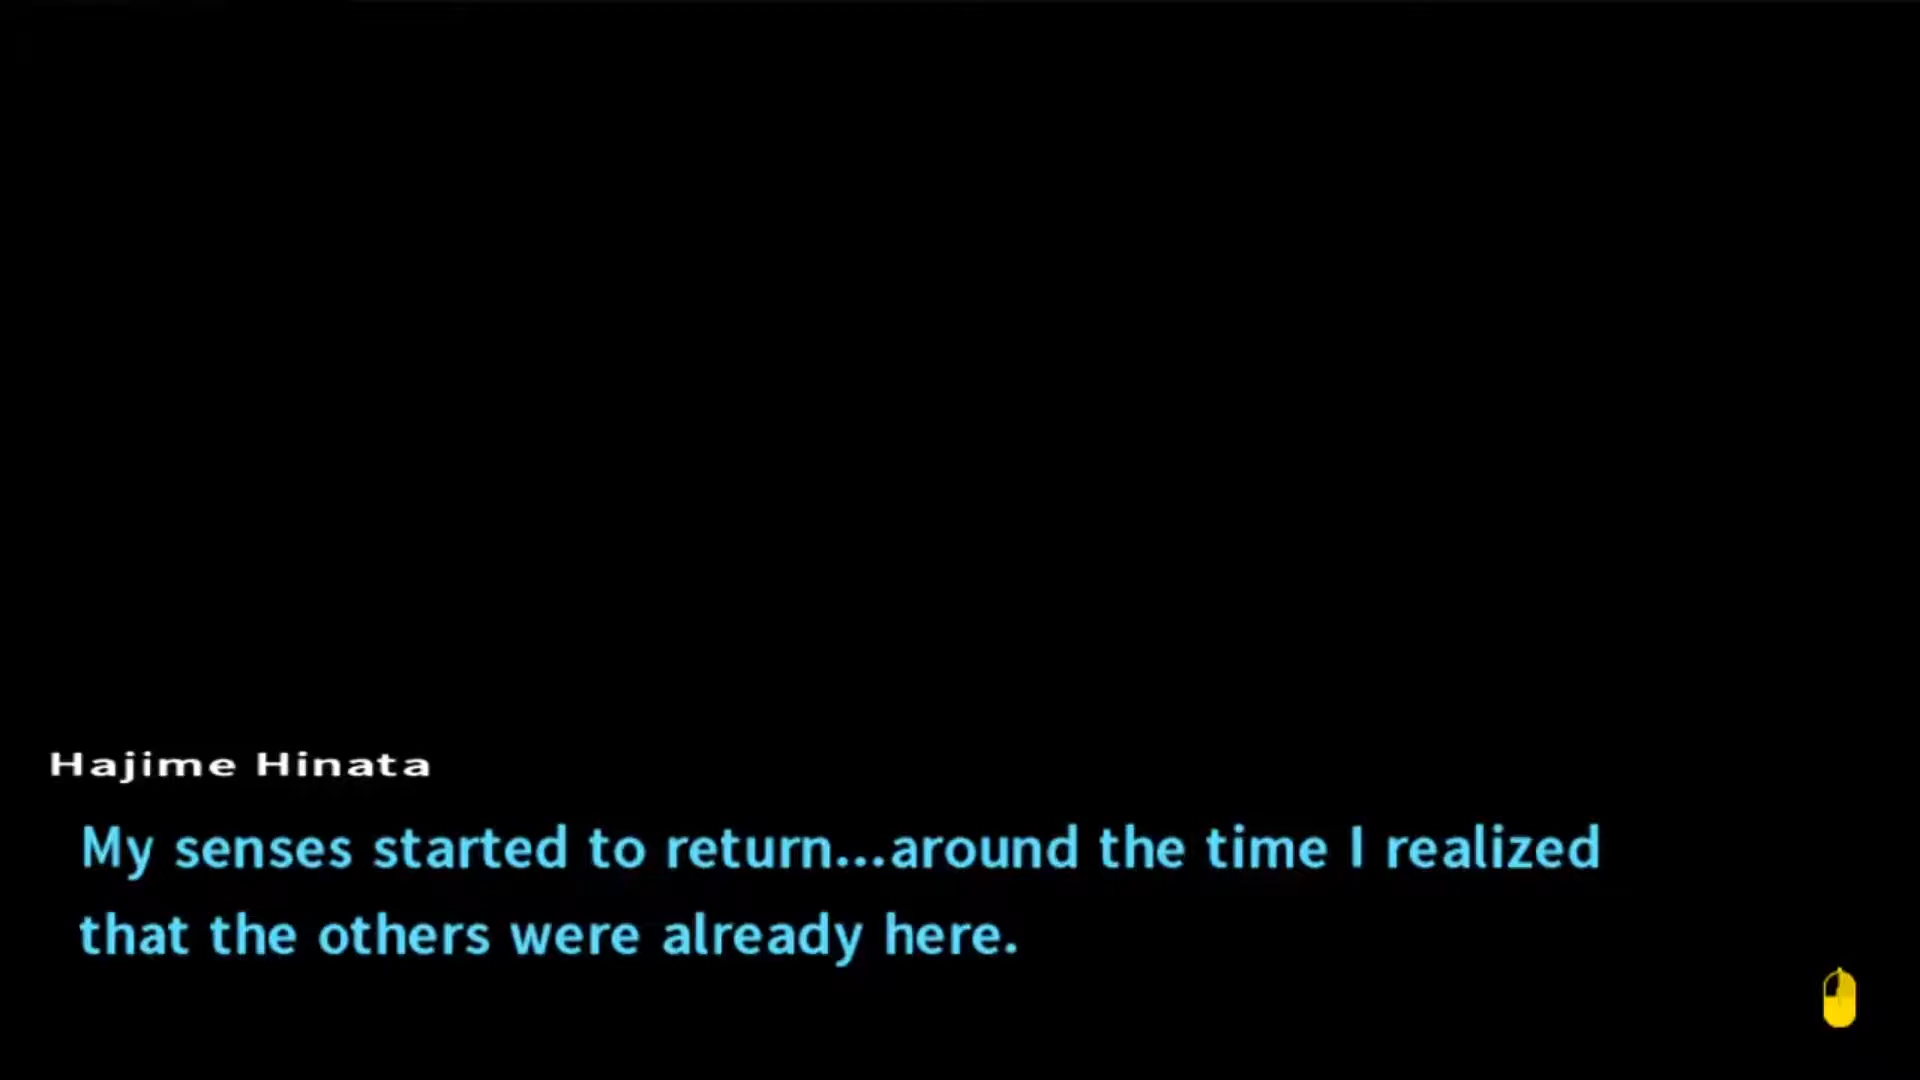 Hajime Hinata
My senses started to return...around the time I realized
that the others were already here.